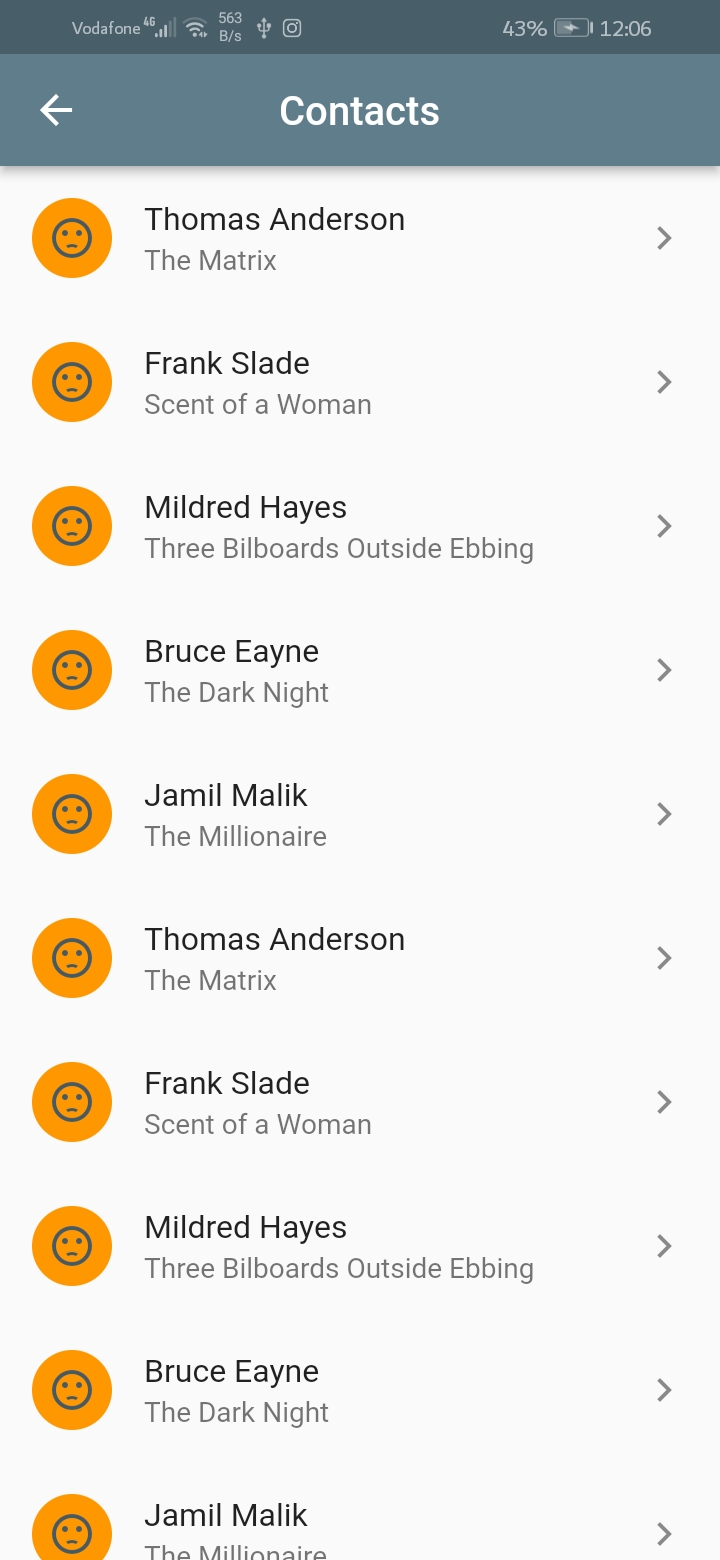 Vodafone 4G 563 B/s 43% 12:06
Contacts
Thomas Anderson
The Matrix
Frank Slade
Scent of a Woman
Mildred Hayes
Three Bilboards Outside Ebbing
Bruce Eayne
The Dark Night
Jamil Malik
The Millionaire
Thomas Anderson
The Matrix
Frank Slade
Scent of a Woman
Mildred Hayes
Three Bilboards Outside Ebbing
Bruce Eayne
The Dark Night
Jamil Malik
The Millionaire